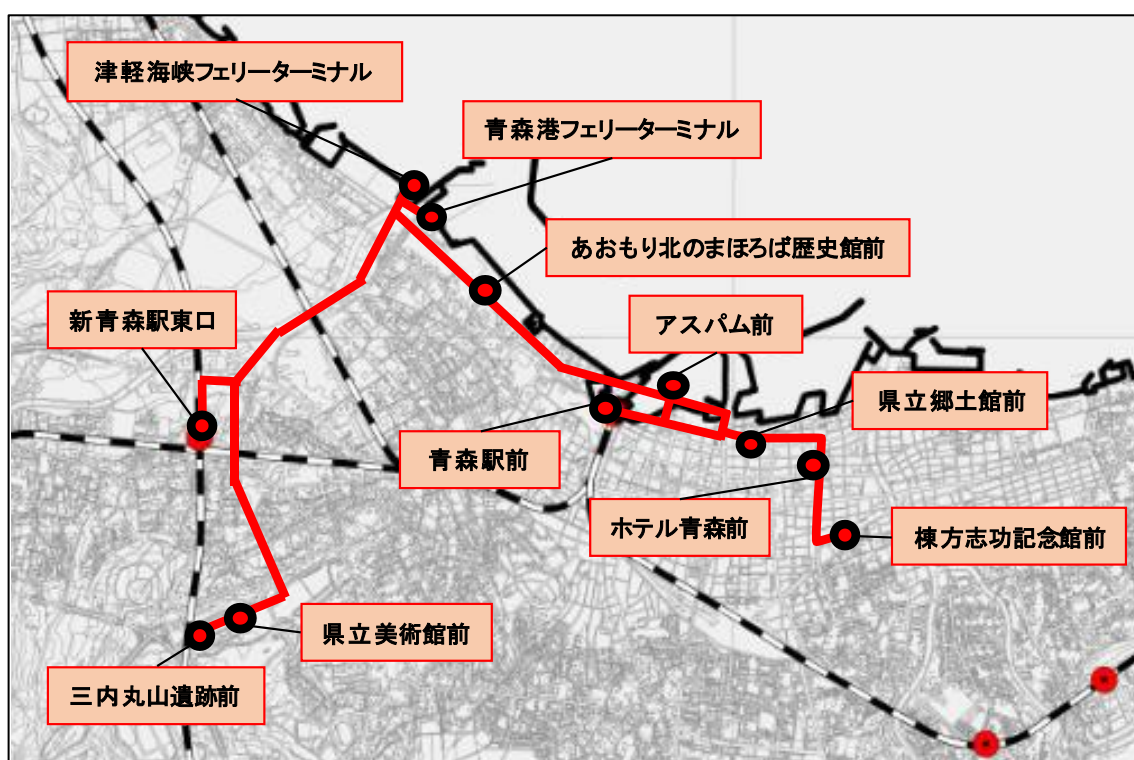 津軽海峡フェリーターミナル
青森港フェリーターミナル
あおもり北のまほろば歴史館前
新青森駅東口
アスパム前
県立郷土館前
青森駅前
ホテル青森前
棟方志功記念館前
県立美術館前
三内丸山遺跡前